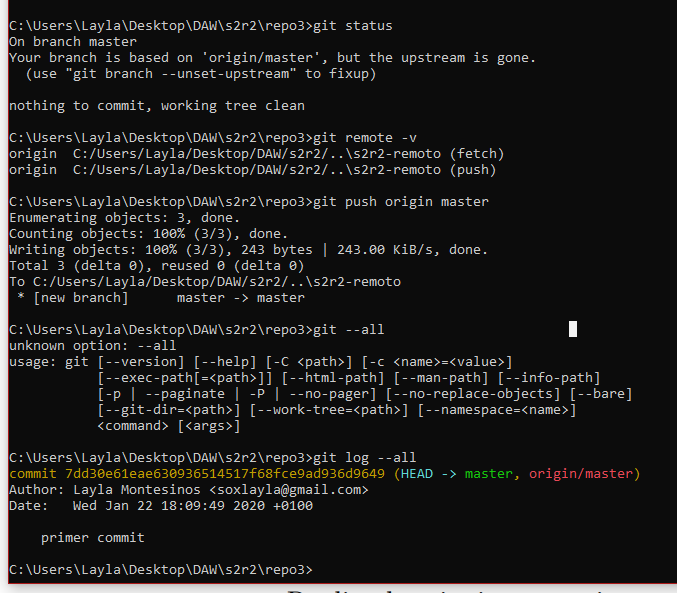 C:\Users\Layla\Desktop\DAW\s2r2\repo3>git status
On branch master
Your branch is based on 'origin/master', but the upstream is gone.
  (use "git branch --unset-upstream" to fixup)
nothing to commit, working tree clean
C:\Users\Layla\Desktop\DAW\s2r2\repo3>git remote -v
origin  C:/Users/Layla/Desktop/DAW/s2r2/..\s2r2-remoto (fetch)
origin  C:/Users/Layla/Desktop/DAW/s2r2/..\s2r2-remoto (push)
C:\Users\Layla\Desktop\DAW\s2r2\repo3>git push origin master
Enumerating objects: 3, done.
Counting objects: 100% (3/3), done.
Writing objects: 100% (3/3), 243 bytes | 243.00 KiB/s, done.
Total 3 (delta 0), reused 0 (delta 0)
To C:/Users/Layla/Desktop/DAW/s2r2/..\s2r2-remoto
 * [new branch]      master -> master
C:\Users\Layla\Desktop\DAW\s2r2\repo3>git --all
unknown option: --all
usage: git [--version] [--help] [-C <path>] [-c <name>=<value>]
           [--exec-path[=<path>]] [--html-path] [--man-path] [--info-path]
           [-p | --paginate | -P | --no-pager] [--no-replace-objects] [--bare]
           [--git-dir=<path>] [--work-tree=<path>] [--namespace=<name>]
           <command> [<args>]
C:\Users\Layla\Desktop\DAW\s2r2\repo3>git log --all
commit 7dd30e61eae630936514517f68fce9ad936d9649 (HEAD -> master, origin/master)
Author: Layla Montesinos <soxlayla@gmail.com>
Date:   Wed Jan 22 18:09:49 2020 +0100
    primer commit
C:\Users\Layla\Desktop\DAW\s2r2\repo3>